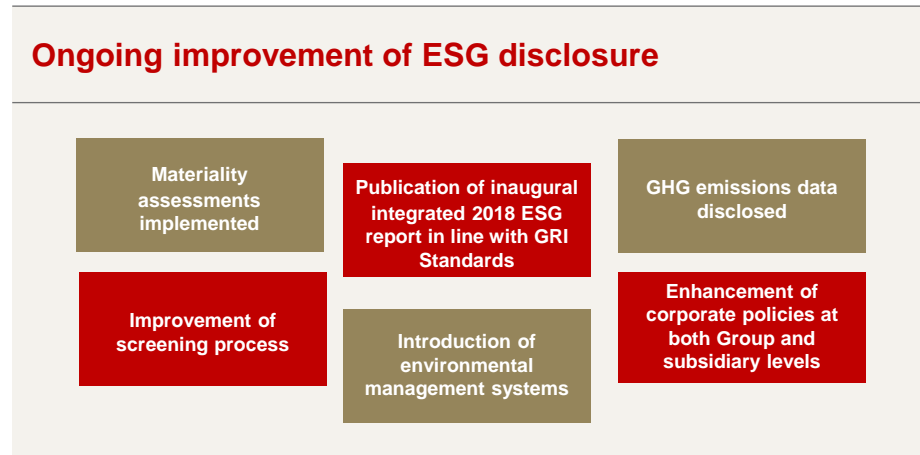 Ongoing improvement of ESG disclosure
Materiality
assessments
implemented
Publication of inaugural
integrated 2018 ESG
report in line with GRI
Standards
GHG emissions data
disclosed
Improvement of
screening process
Introduction of
environmental
management systems
Enhancement of
corporate policies at
both Group and
subsidiary levels